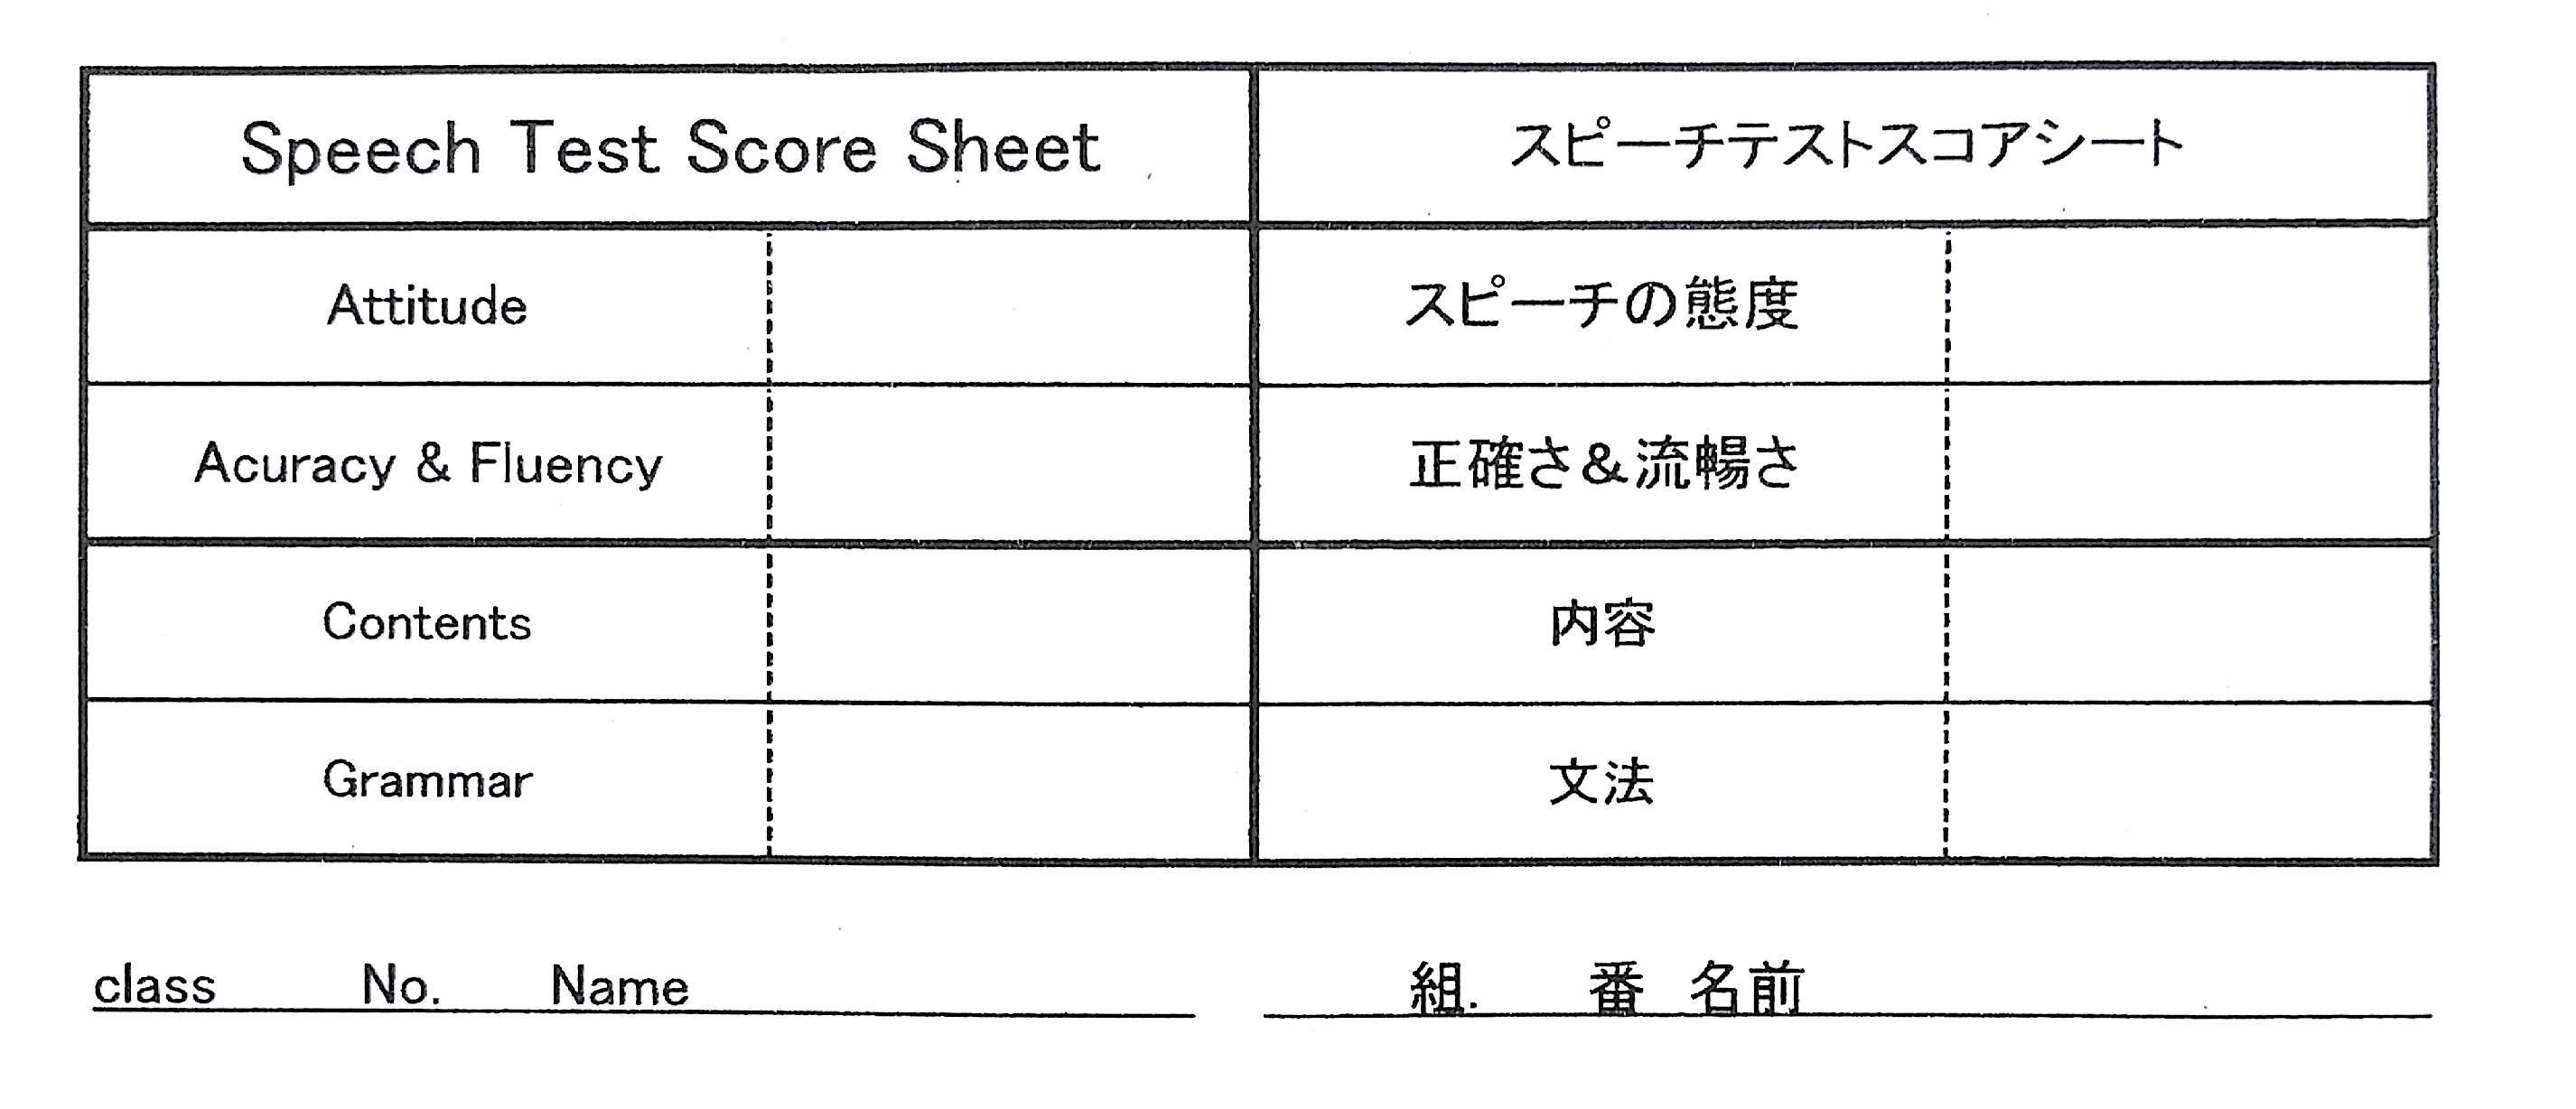 Speech Test Score Sheet スピーチテストスコアシート
Attitude スピーチの態度
Acuracy & Fluency 正確さ&流暢さ
Contents 内容
Grammar 文法
class No. Name 組. 番 名前